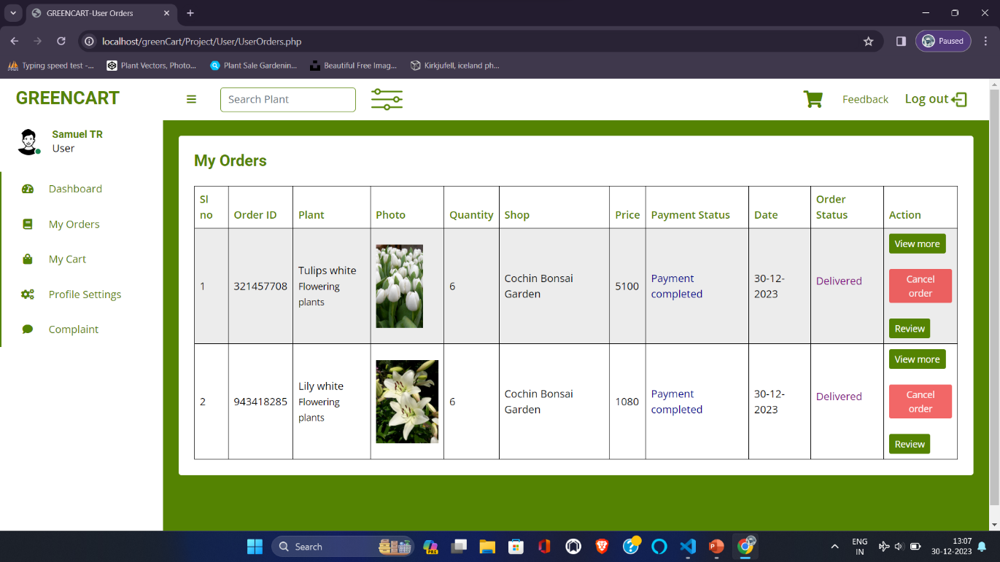 GREENCART-User Orders
localhost/greenCart/Project/User/UserOrders.php
Paused
Typing speed test -...
Plant Vectors, Photo...
Plant Sale Gardenin...
Beautiful Free Imag...
Kirkjufell, iceland ph...
GREENCART
Search Plant
Feedback
Log out
Samuel TR
User
Dashboard
My Orders
My Cart
Profile Settings
Complaint
My Orders
Sl no
Order ID
Plant
Photo
Quantity
Shop
Price
Payment Status
Date
Order Status
Action
1
321457708
Tulips white
Flowering plants
6
Cochin Bonsai Garden
5100
Payment completed
30-12-2023
Delivered
View more
Cancel order
Review
2
943418285
Lily white
Flowering plants
6
Cochin Bonsai Garden
1080
Payment completed
30-12-2023
Delivered
View more
Cancel order
Review
Search
PRE
ENG
IN
13:07
30-12-2023